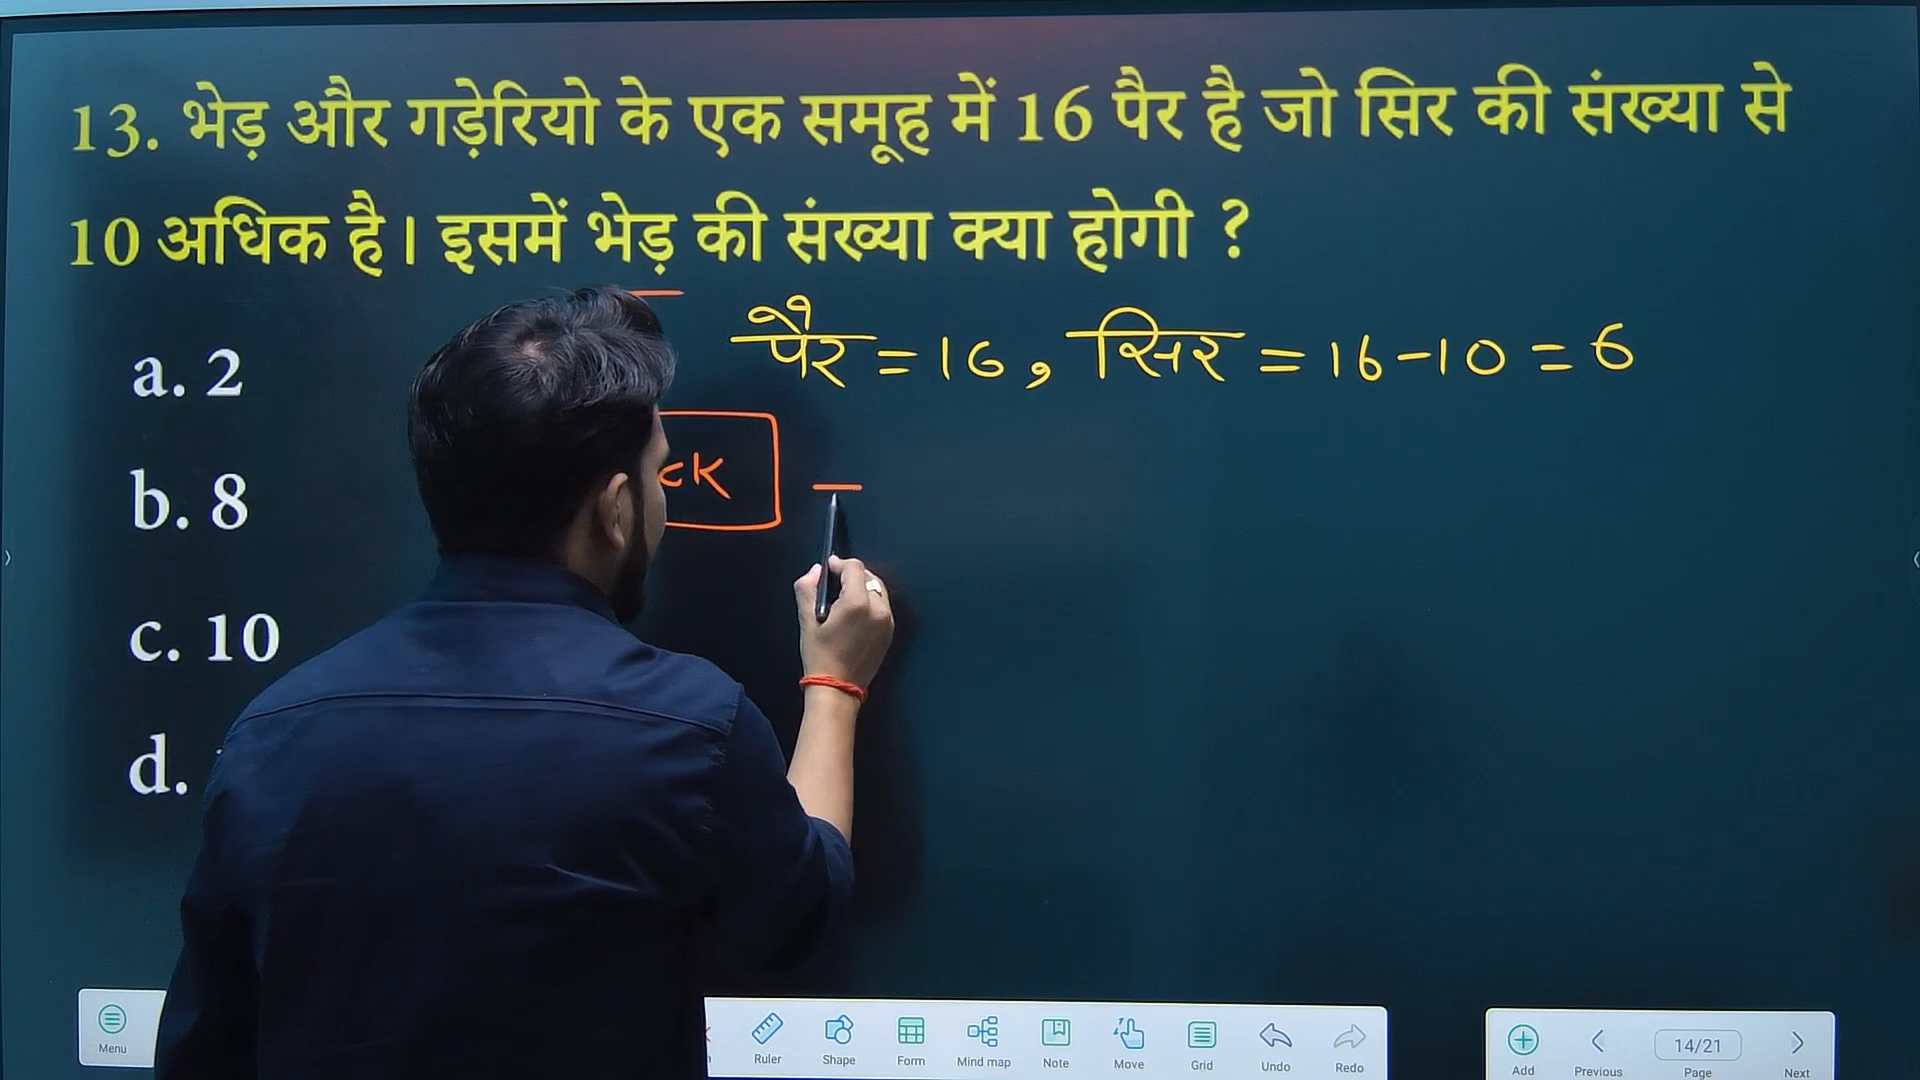 13. भेड़ और गड़ेरियो के एक समूह में 16 पैर है जो सिर की संख्या से
10 अधिक है। इसमें भेड़ की संख्या क्या होगी ?
पैर = 16, सिर = 16-10 = 6
a. 2
ck
b. 8
c. 10
d.
Menu
Ruler
Shape
Form
Mind map
Note
Move
Grid
Undo
Redo
Add
Previous
14/21
Page
Next